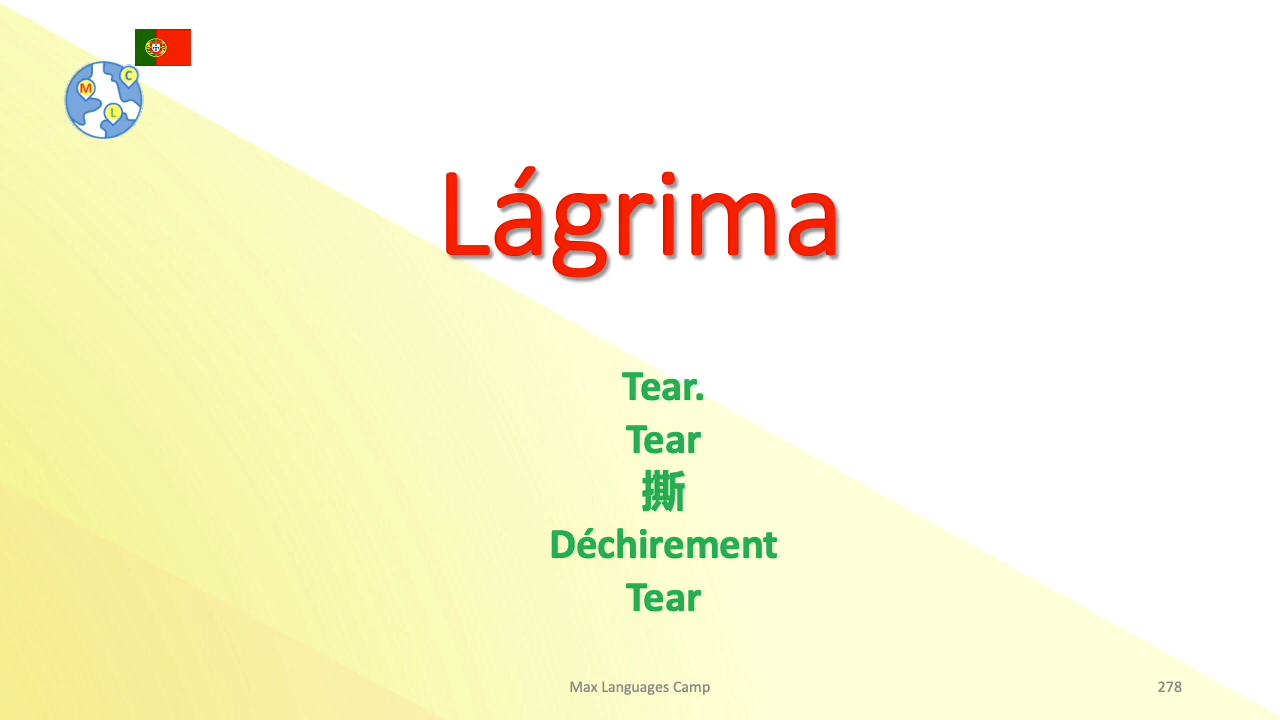 M
C
L
Lágrima
Tear.
Tear
撕
Déchirement
Tear
Max Languages Camp
278